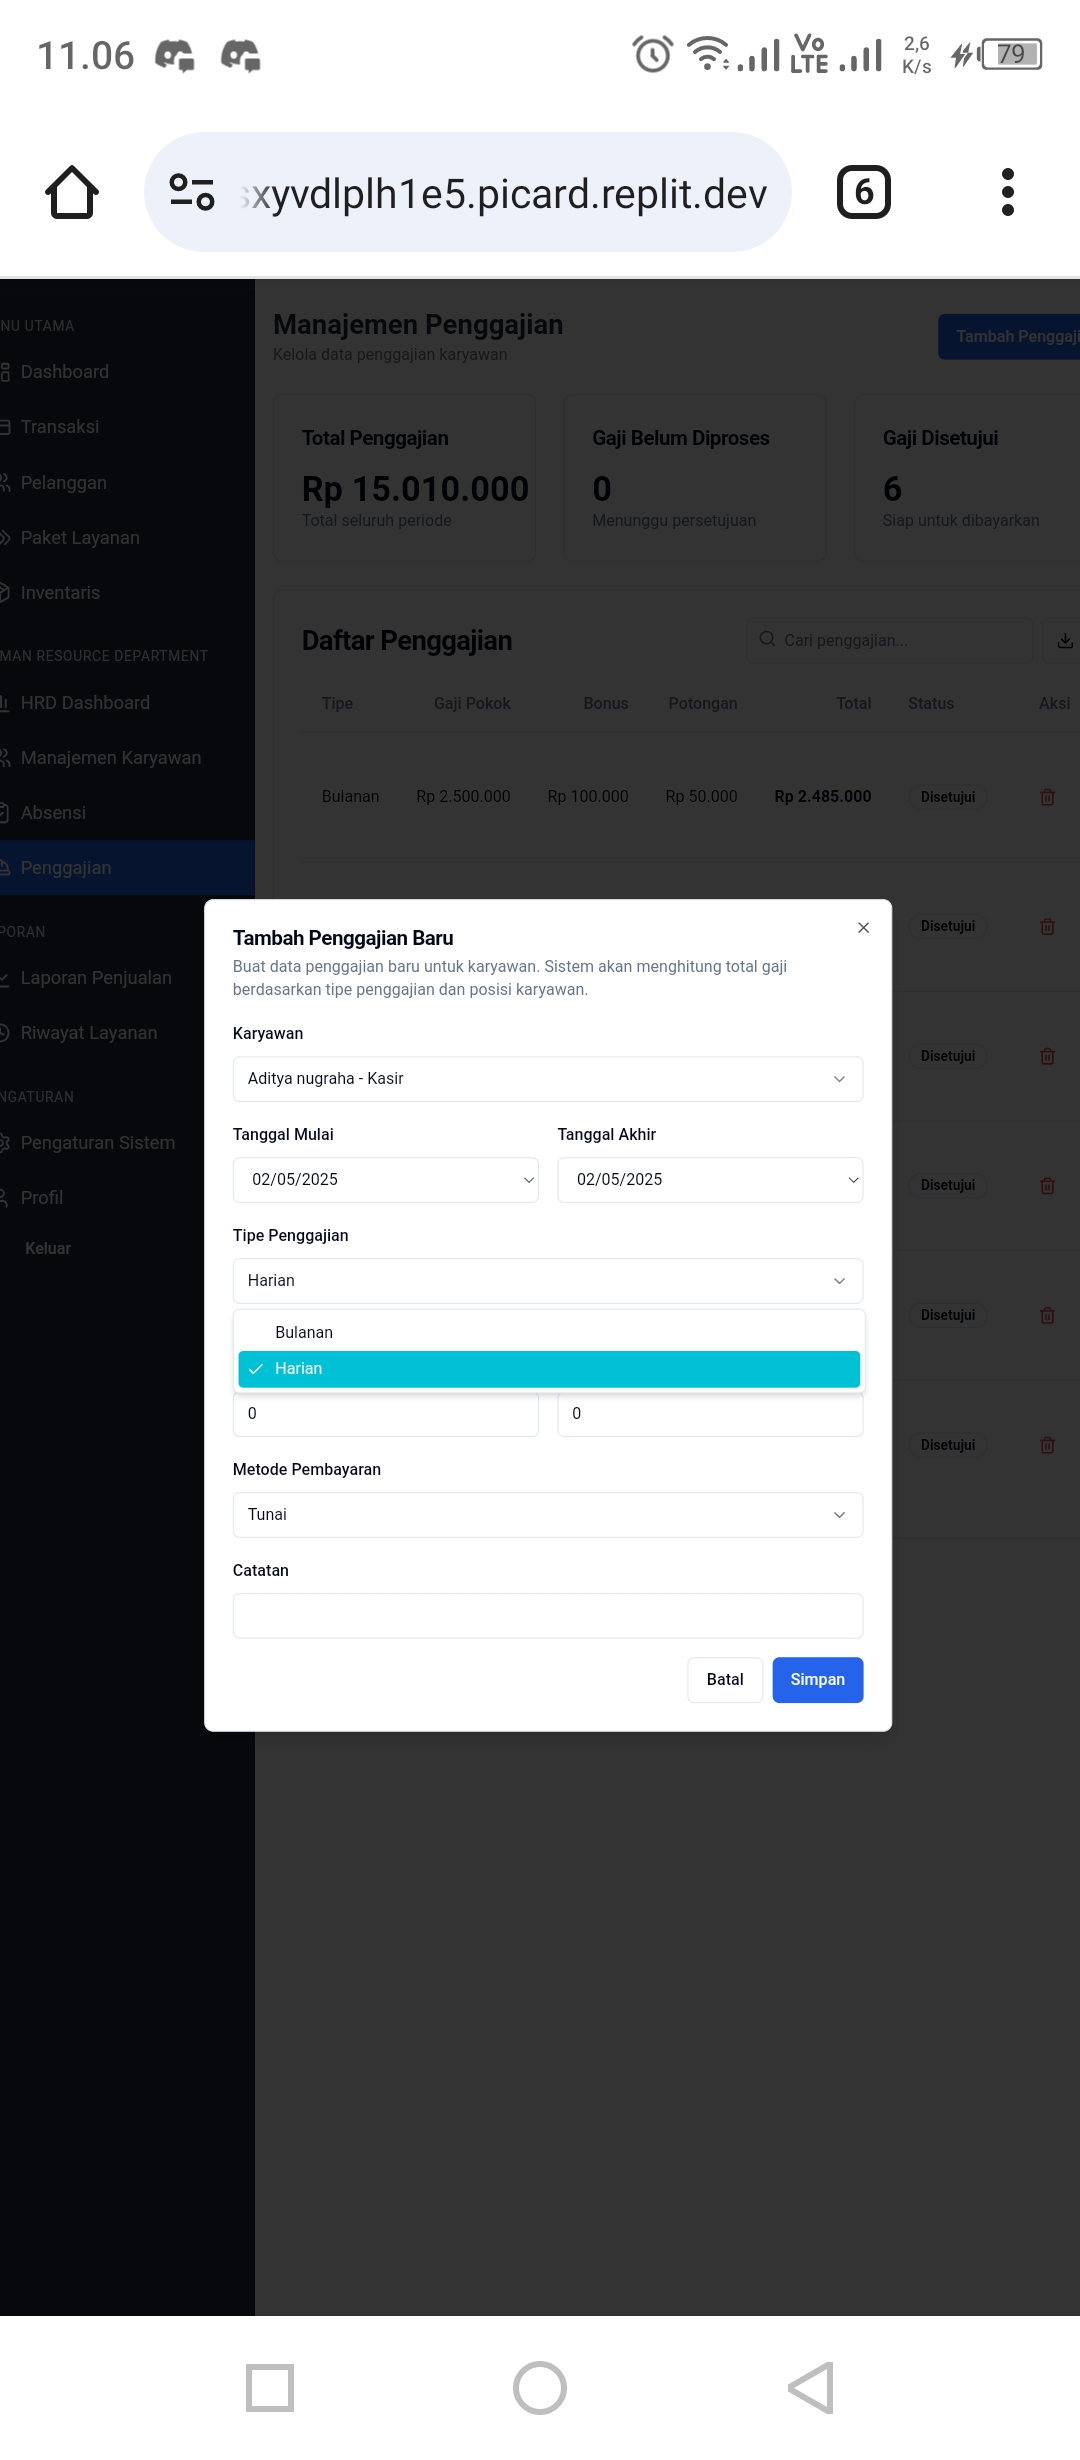 11.06
Vo LTE
2,6 K/s
79
sxyvdlplh1e5.picard.replit.dev
6
NU UTAMA
Dashboard
Transaksi
Pelanggan
Paket Layanan
Inventaris
MAN RESOURCE DEPARTMENT
HRD Dashboard
Manajemen Karyawan
Absensi
Penggajian
PORAN
Laporan Penjualan
Riwayat Layanan
NGATURAN
Pengaturan Sistem
Profil
Keluar
Manajemen Penggajian
Kelola data penggajian karyawan
Tambah Penggaji
Total Penggajian
Rp 15.010.000
Total seluruh periode
Gaji Belum Diproses
0
Menunggu persetujuan
Gaji Disetujui
6
Siap untuk dibayarkan
Daftar Penggajian
Cari penggajian...
Tipe Gaji Pokok Bonus Potongan Total Status Aksi
Bulanan Rp 2.500.000 Rp 100.000 Rp 50.000 Rp 2.485.000 Disetujui
Disetujui
Disetujui
Disetujui
Disetujui
Disetujui
Tambah Penggajian Baru
Buat data penggajian baru untuk karyawan. Sistem akan menghitung total gaji
berdasarkan tipe penggajian dan posisi karyawan.
Karyawan
Aditya nugraha - Kasir
Tanggal Mulai Tanggal Akhir
02/05/2025 02/05/2025
Tipe Penggajian
Harian
Bulanan
Harian
0 0
Metode Pembayaran
Tunai
Catatan
Batal Simpan